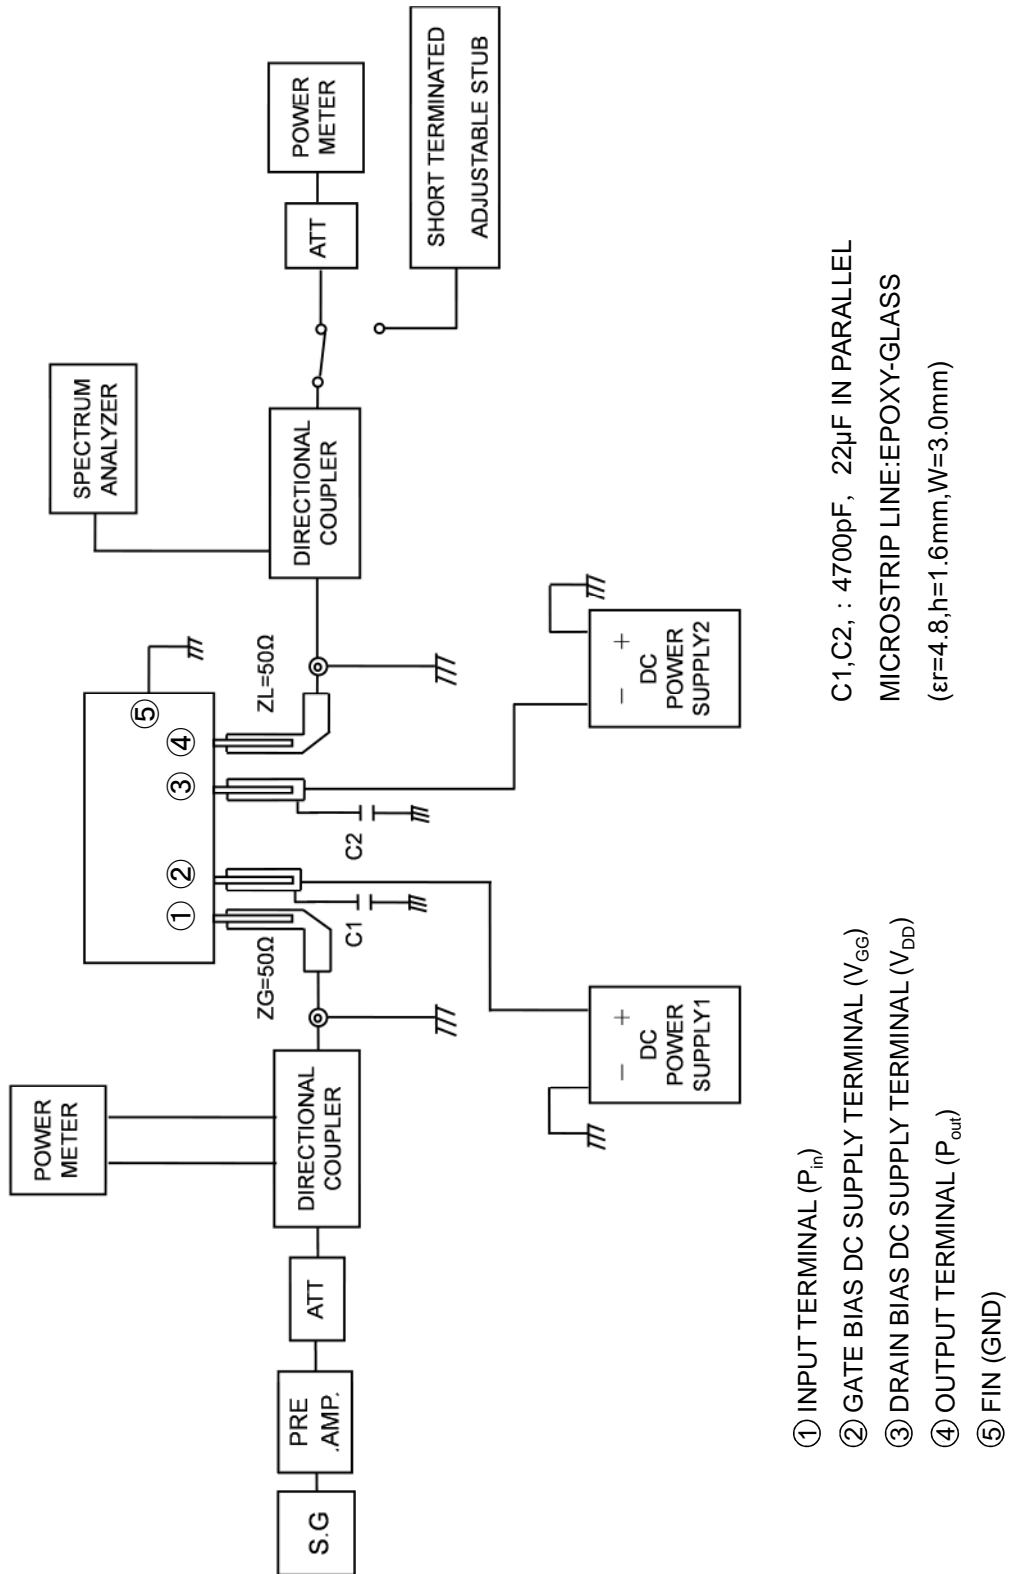 POWER
METER
SPECTRUM
ANALYZER
S.G
PRE
.AMP.
ATT
DIRECTIONAL
COUPLER
ZG=50Ω
①
②
③
④
⑤
ZL=50Ω
DIRECTIONAL
COUPLER
ATT
POWER
METER
C1
C2
SHORT TERMINATED
ADJUSTABLE STUB
− +
DC
POWER
SUPPLY1
− +
DC
POWER
SUPPLY2
① INPUT TERMINAL (Pin)
② GATE BIAS DC SUPPLY TERMINAL (VGG)
③ DRAIN BIAS DC SUPPLY TERMINAL (VDD)
④ OUTPUT TERMINAL (Pout)
⑤ FIN (GND)
C1,C2, : 4700pF, 22μF IN PARALLEL
MICROSTRIP LINE:EPOXY-GLASS
(εr=4.8,h=1.6mm,W=3.0mm)